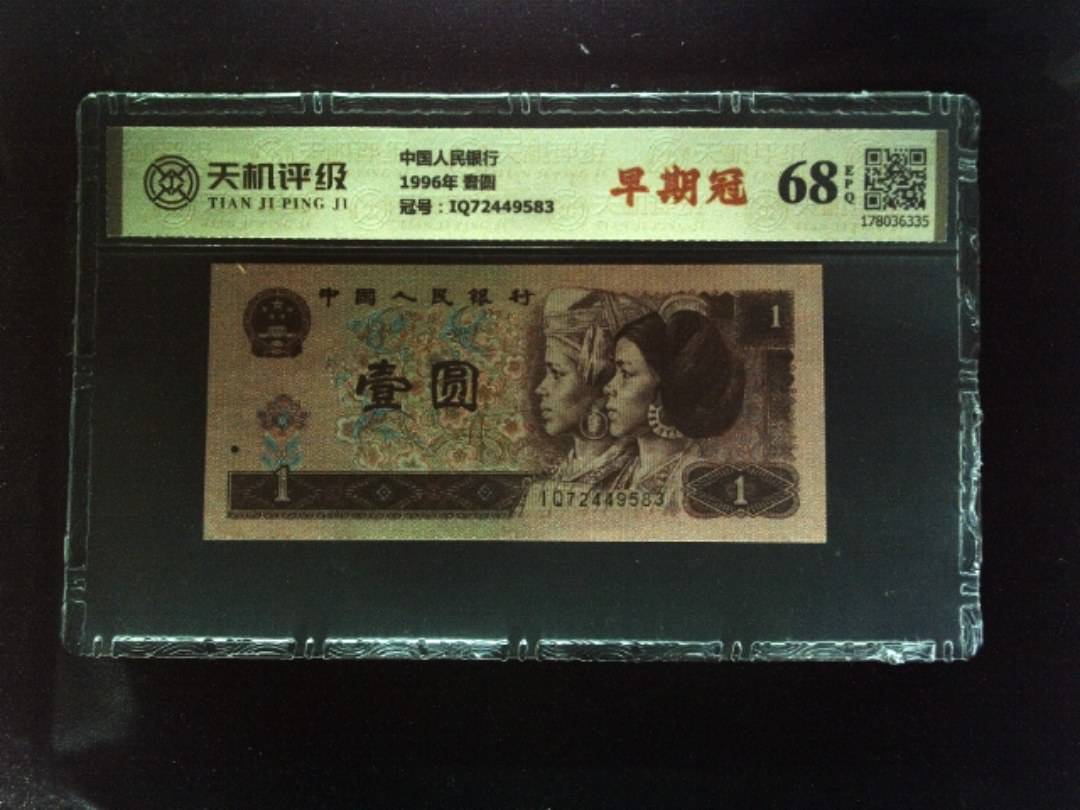 天机评级
TIAN JI PING JI
中国人民银行
1996年 壹圆
冠号：IQ72449583
早期冠
68
EPQ
178036335
中国人民银行
1
壹圆
1
IQ72449583
1